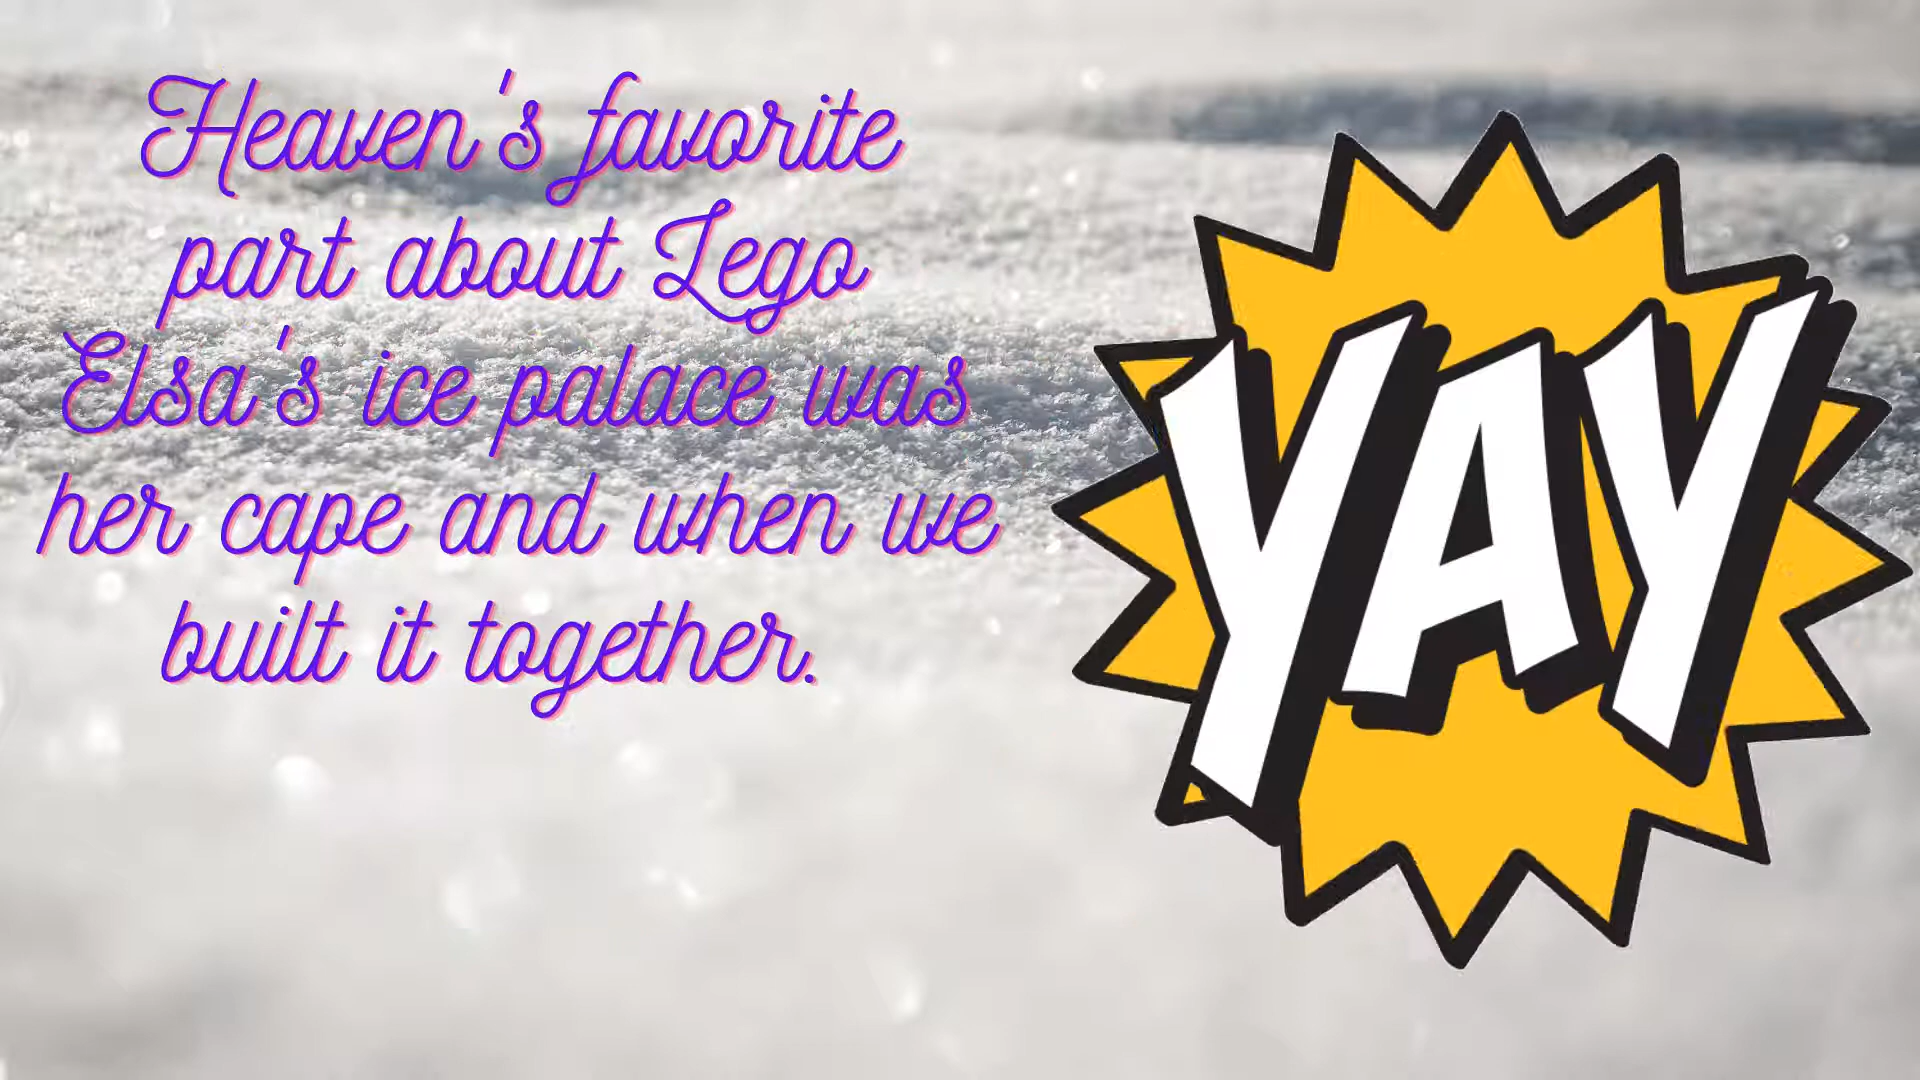 Heaven's favorite
part about Lego
Elsa's ice palace was
her cape and when we
built it together.
YAY